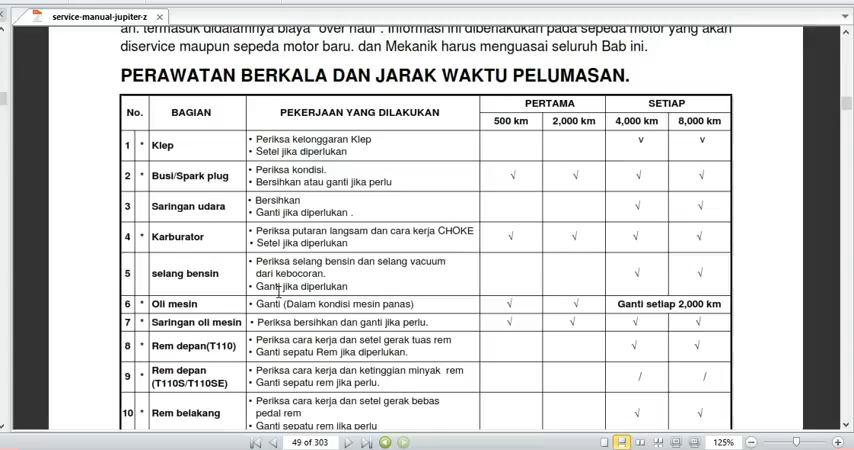 service-manual-jupiter-z
an. termasuk didalamnya biaya "over haul". Informasi ini diberlakukan pada sepeda motor yang akan
diservice maupun sepeda motor baru. dan Mekanik harus menguasai seluruh Bab ini.
PERAWATAN BERKALA DAN JARAK WAKTU PELUMASAN.
No. BAGIAN PEKERJAAN YANG DILAKUKAN PERTAMA SETIAP
500 km 2,000 km 4,000 km 8,000 km
1 * Klep • Periksa kelonggaran Klep v v
• Setel jika diperlukan
2 * Busi/Spark plug • Periksa kondisi. √ √ √ √
• Bersihkan atau ganti jika perlu
3 Saringan udara • Bersihkan √ √
• Ganti jika diperlukan .
4 * Karburator • Periksa putaran langsam dan cara kerja CHOKE √ √ √ √
• Setel jika diperlukan
5 selang bensin • Periksa selang bensin dan selang vacuum √ √
dari kebocoran.
• Ganti jika diperlukan
6 * Oli mesin • Ganti (Dalam kondisi mesin panas) √ √ Ganti setiap 2,000 km
7 * Saringan oli mesin • Periksa bersihkan dan ganti jika perlu. √ √ √ √
8 * Rem depan(T110) • Periksa cara kerja dan setel gerak tuas rem √ √
• Ganti sepatu Rem jika diperlukan.
9 * Rem depan • Periksa cara kerja dan ketinggian minyak rem / /
(T110S/T110SE) • Ganti sepatu rem jika perlu.
10 * Rem belakang • Periksa cara kerja dan setel gerak bebas √ √
pedal rem
• Ganti sepatu rem jika perlu
49 of 303
125%